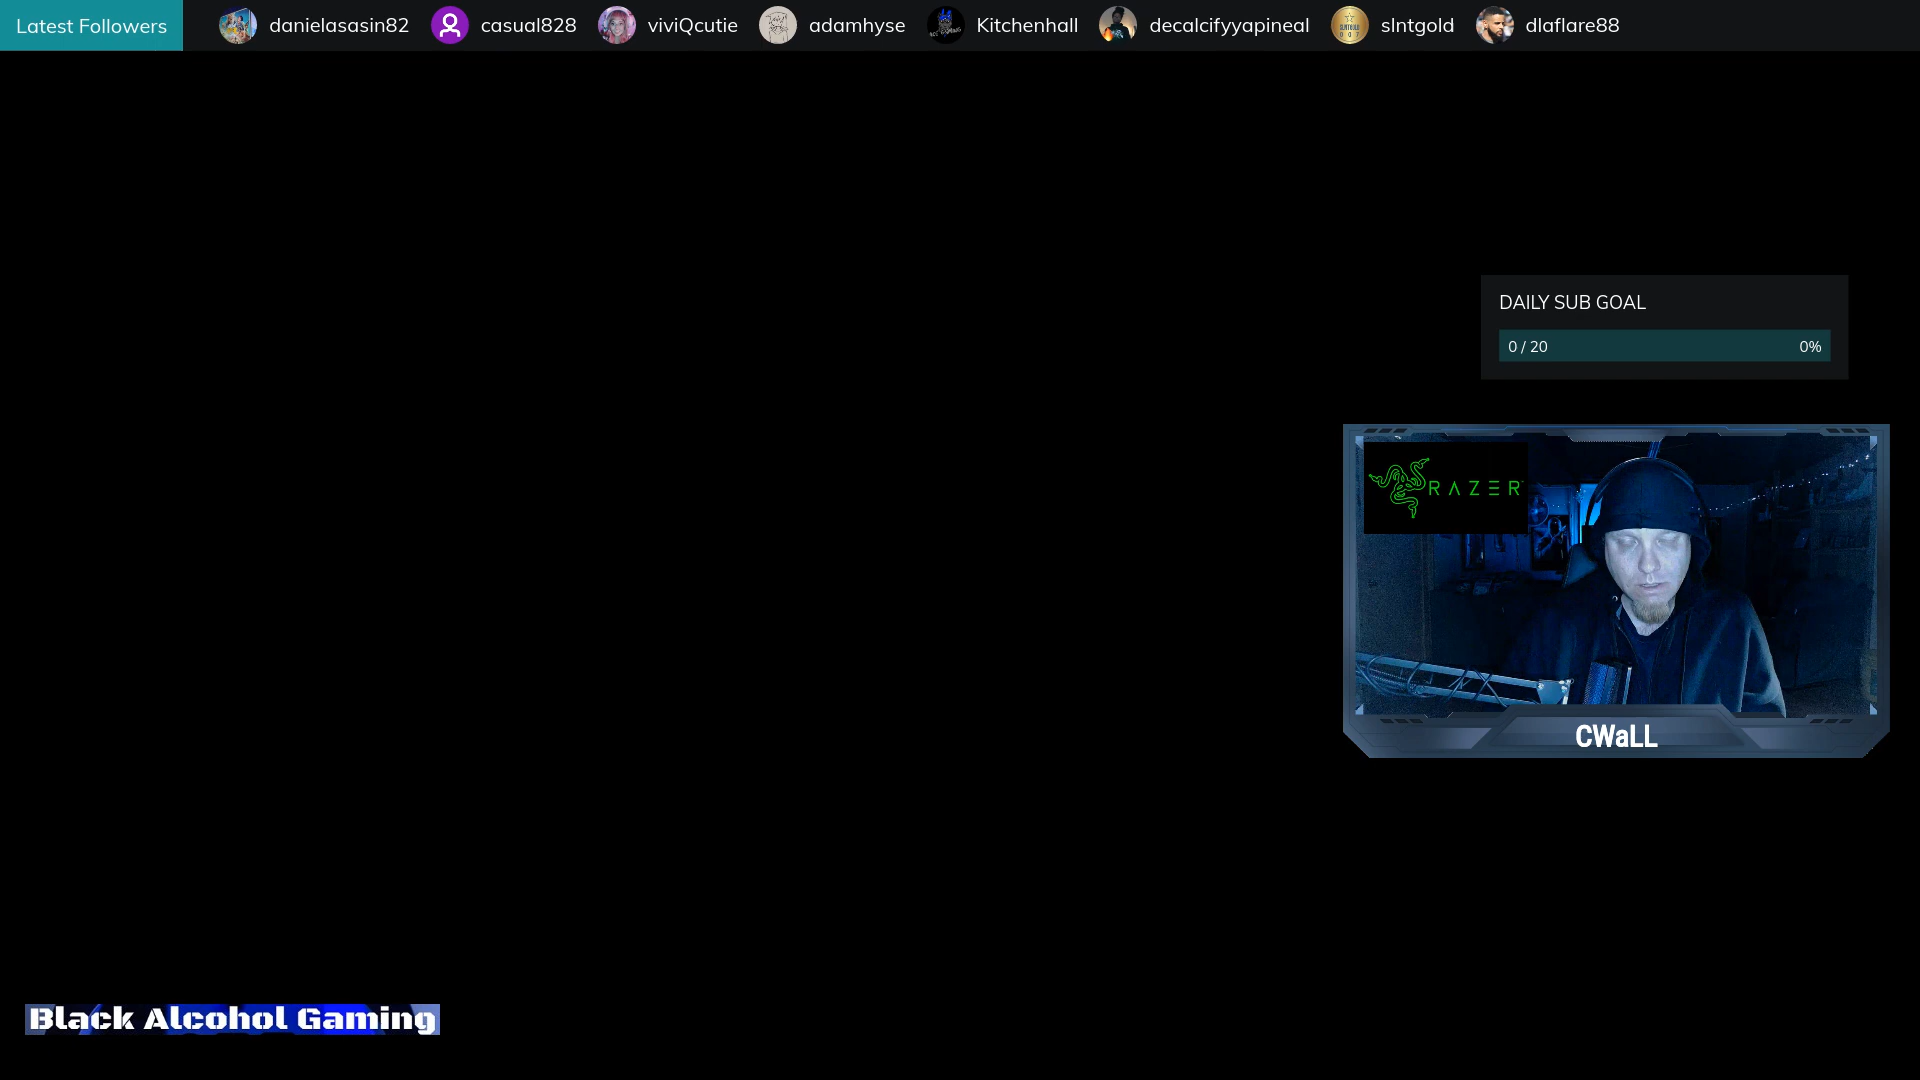 Latest Followers danielasasin82 casual828 viviQcutie adamhyse Kitchenhall decalcifyyapineal slntgold dlaflare88
DAILY SUB GOAL
0 / 20 0%
RAZER
CWaLL
Black Alcohol Gaming